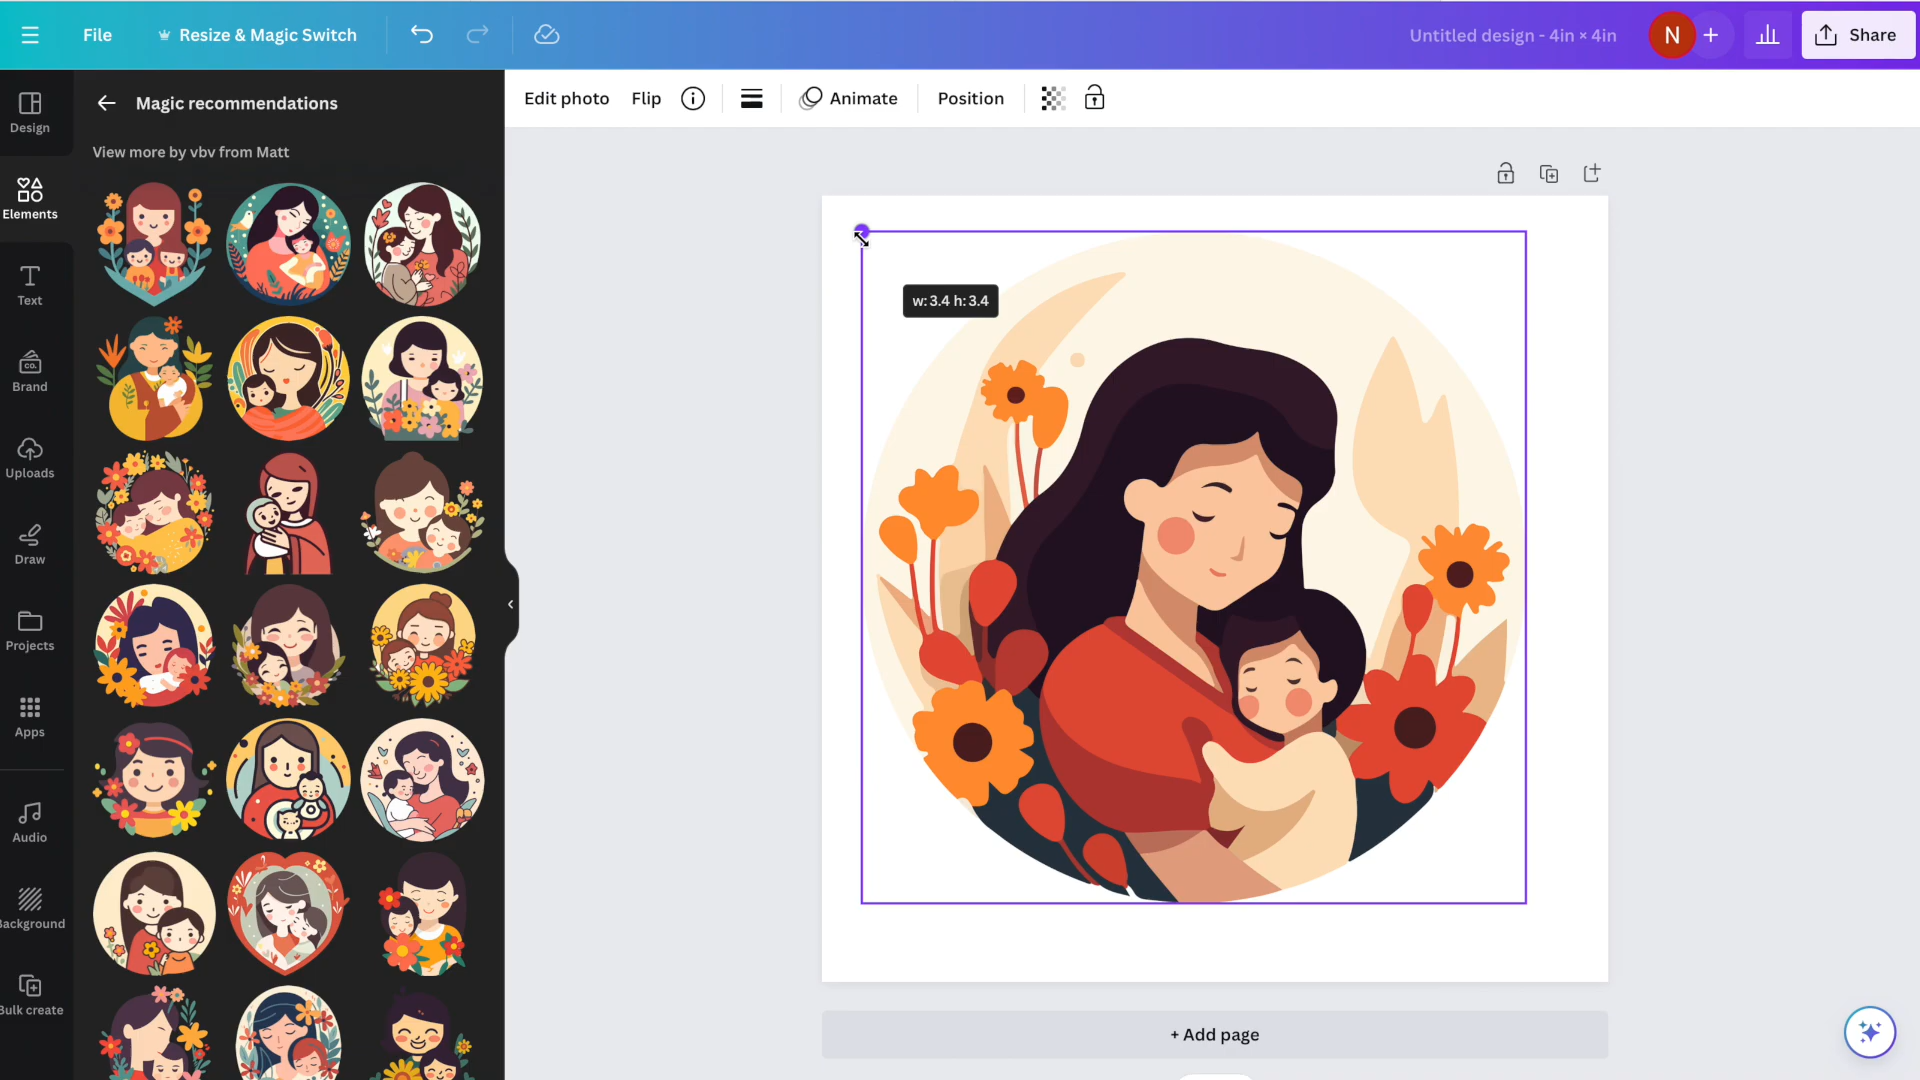 File
Resize & Magic Switch
Untitled design - 4in × 4in
N
Share
Design
Elements
Text
Brand
CO.
Uploads
Draw
Projects
Apps
Audio
Background
Bulk create
Magic recommendations
View more by vbv from Matt
Edit photo
Flip
Animate
Position
w: 3.4 h: 3.4
+ Add page